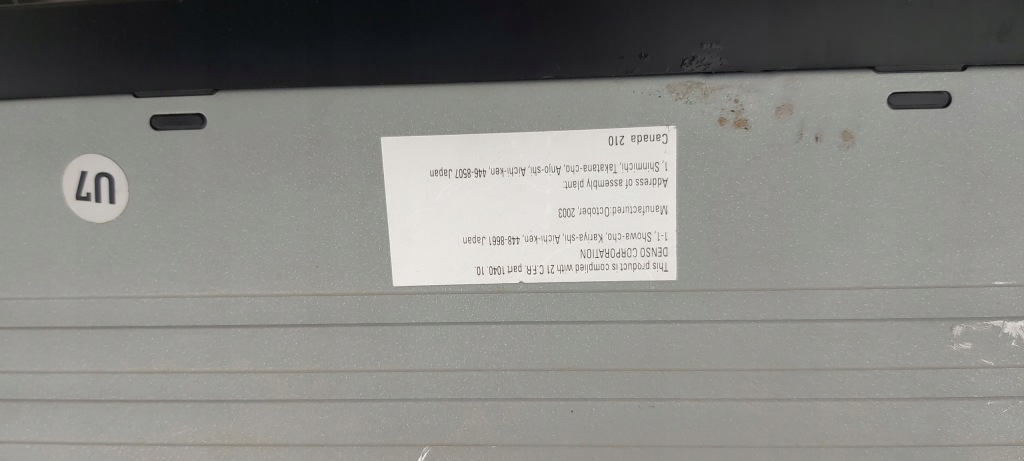 This product is complied with 21 C.F.R. part 1040. 10.
DENSO CORPORATION
1-1, Showa-cho, Kariya-shi, Aichi-ken, 448-8661 Japan
Manufactured:October, 2003
Address of assembly plant:
1, Shinmichi, Takatana-cho, Anjo-shi, Aichi-ken, 446-8507 Japan
Canada 210
U7